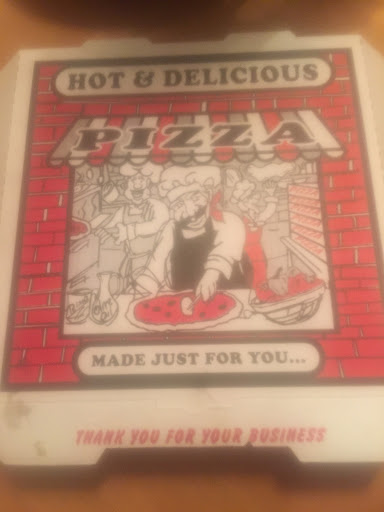 HOT & DELICIOUS
PIZZA
MADE JUST FOR YOU...
THANK YOU FOR YOUR BUSINESS